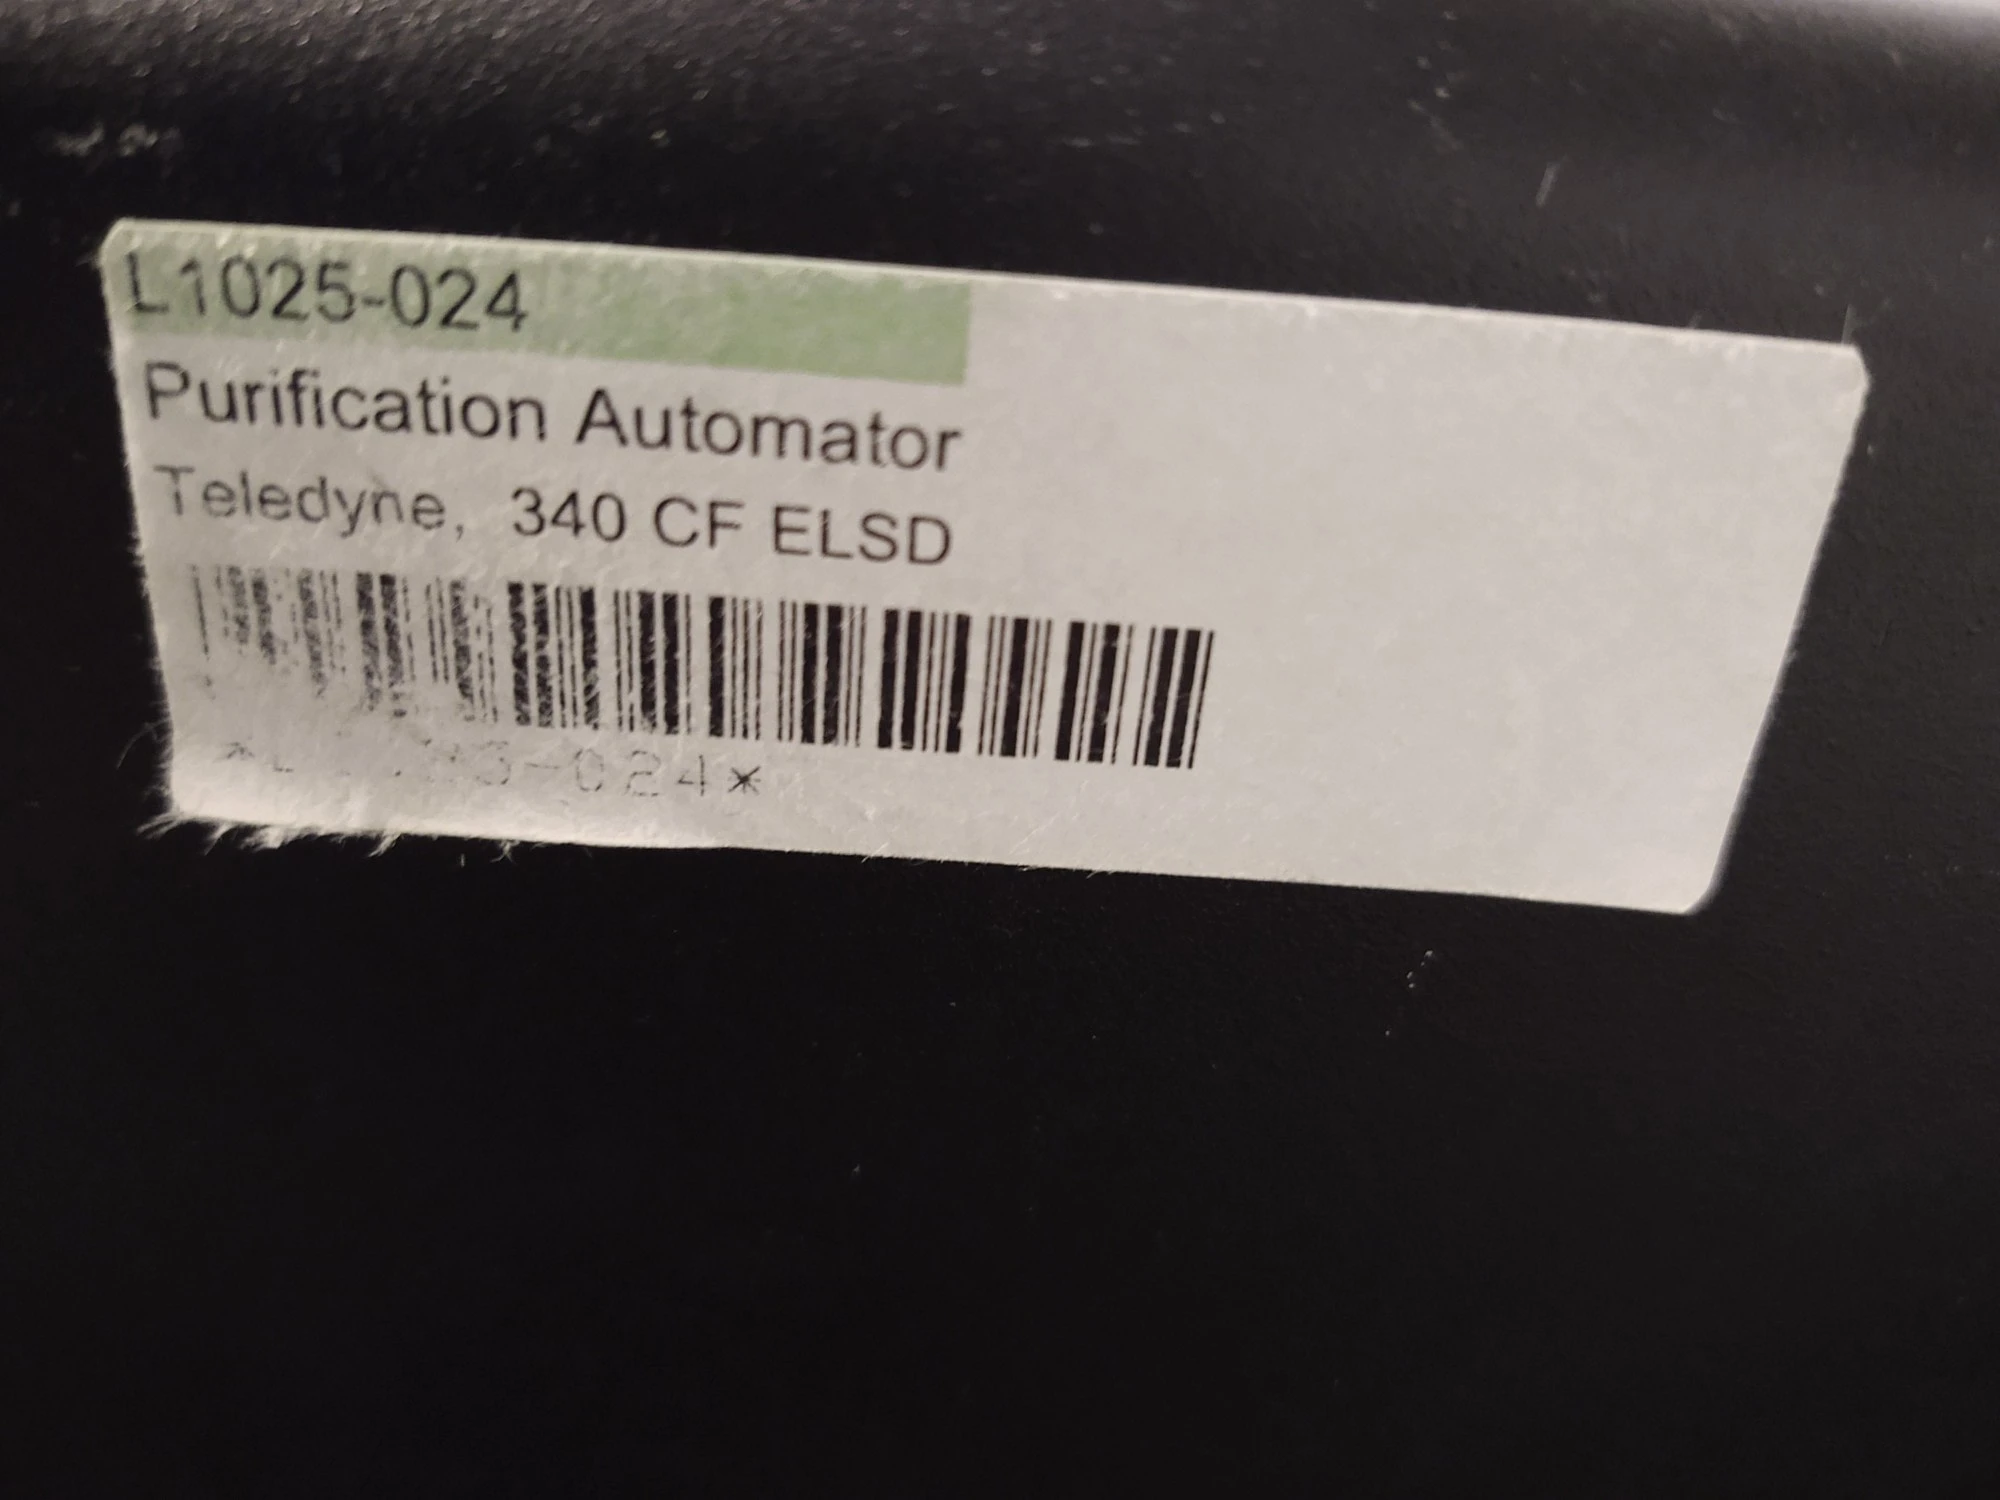 L1025-024
Purification Automator
Teledyne, 340 CF ELSD